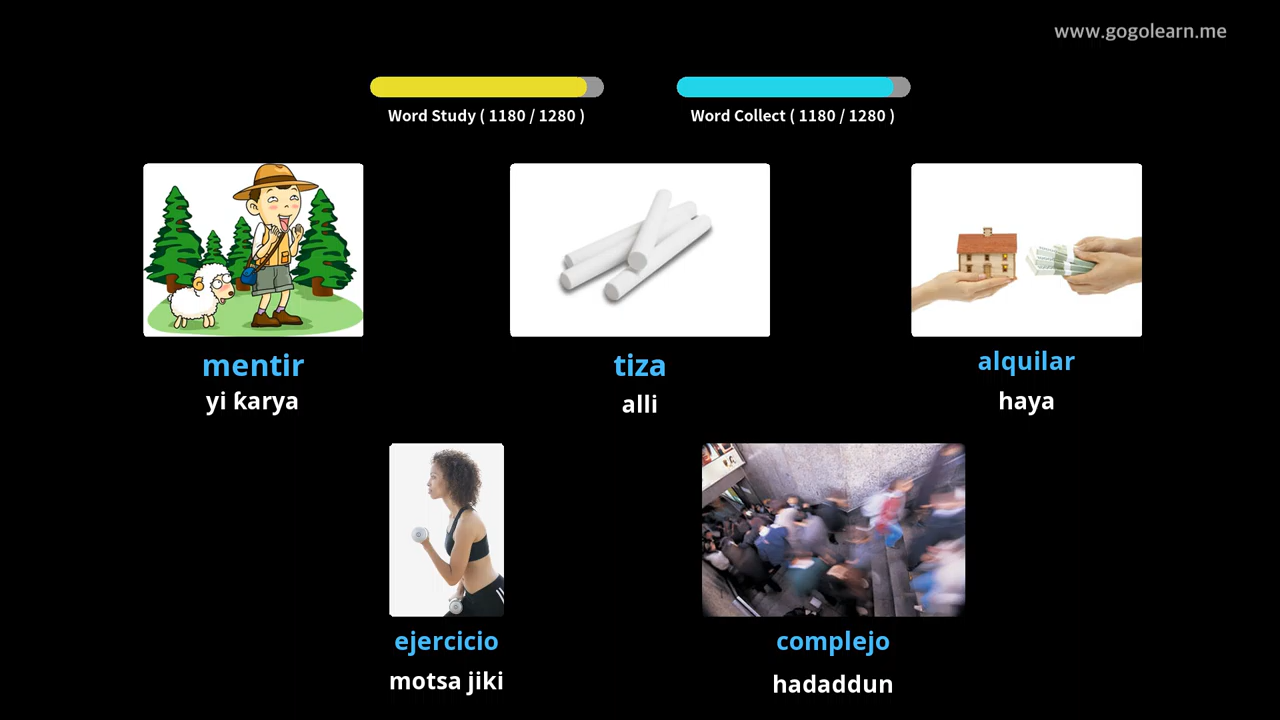 www.gogolearn.me
Word Study ( 1180 / 1280 )
Word Collect ( 1180 / 1280 )
mentir
yi ƙarya
tiza
alli
alquilar
haya
ejercicio
motsa jiki
complejo
hadaddun